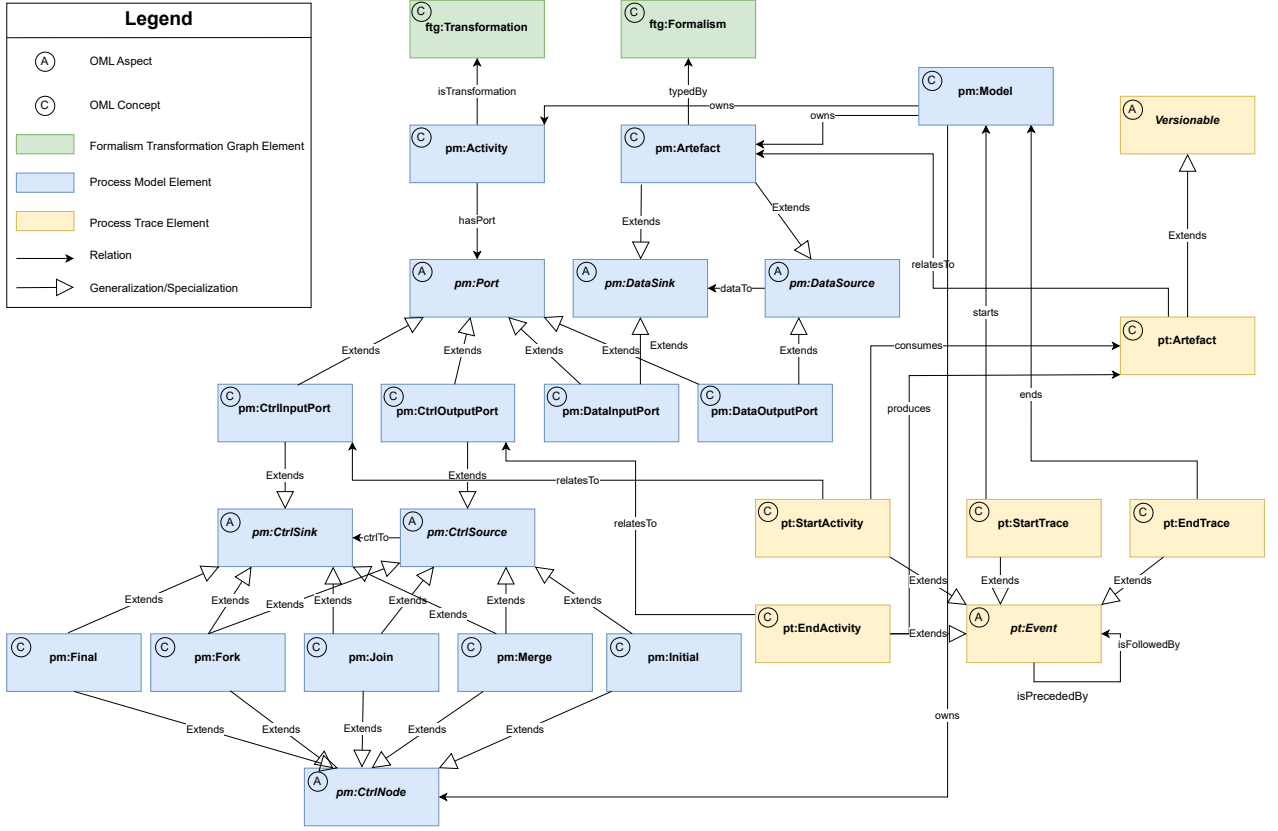 Legend
A
OML Aspect
C
OML Concept
Formalism Transformation Graph Element
Process Model Element
Process Trace Element
Relation
Generalization/Specialization
C
ftg:Transformation
C
ftg:Formalism
isTransformation
typedBy
owns
owns
C
pm:Model
A
Versionable
C
pm:Activity
C
pm:Artefact
hasPort
Extends
Extends
Extends
relatesTo
A
pm:Port
A
pm:DataSink
dataTo
A
pm:DataSource
starts
C
pt:Artefact
Extends
Extends
Extends
Extends
Extends
Extends
consumes
produces
ends
C
pm:CtrlInputPort
C
pm:CtrlOutputPort
C
pm:DataInputPort
C
pm:DataOutputPort
Extends
Extends
relatesTo
relatesTo
A
pm:CtrlSink
ctrlTo
A
pm:CtrlSource
C
pt:StartActivity
C
pt:StartTrace
C
pt:EndTrace
Extends
Extends
Extends
Extends
Extends
Extends
Extends
Extends
Extends
Extends
Extends
C
pm:Final
C
pm:Fork
C
pm:Join
C
pm:Merge
C
pm:Initial
C
pt:EndActivity
Extends
A
pt:Event
isFollowedBy
isPrecededBy
owns
Extends
Extends
Extends
Extends
Extends
A
pm:CtrlNode